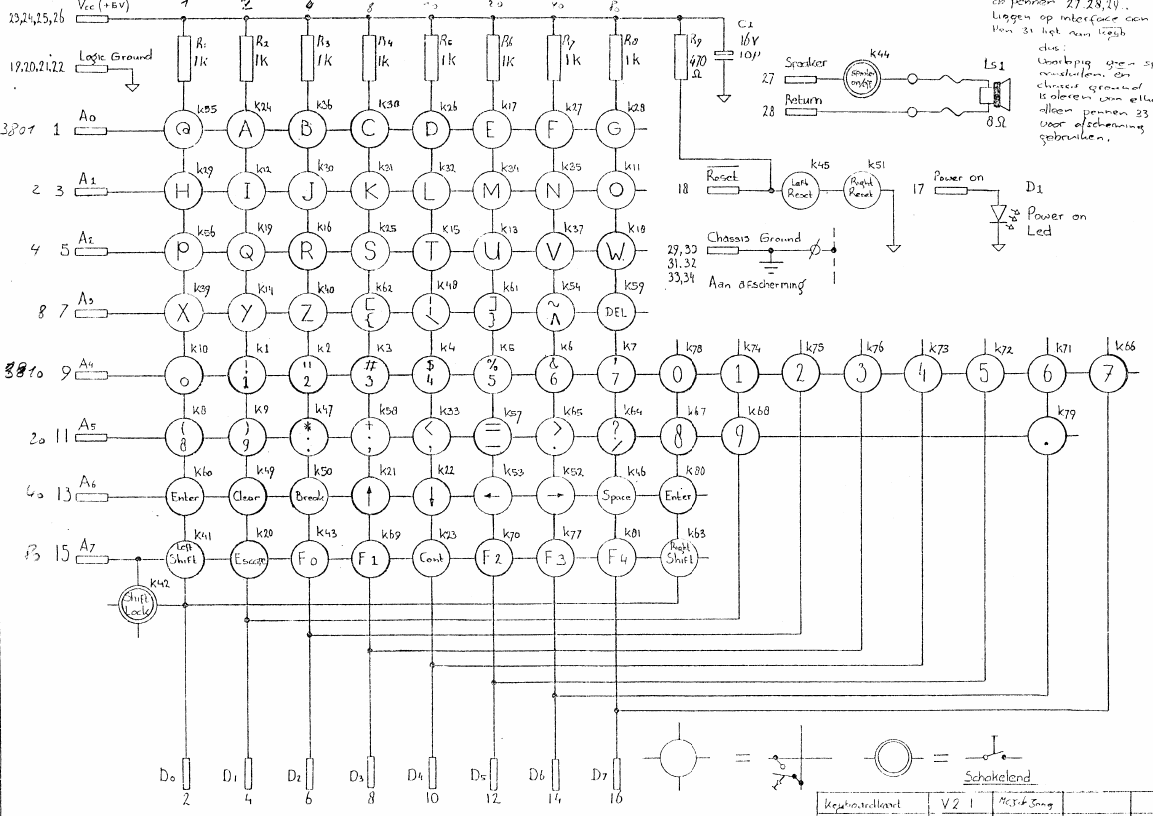 23,24,25,26 Vcc (+5V) 1 2 4 8 10 20 40 80
19,20,21,22 Logic Ground
R1 1k R2 1k R3 1k R4 1k R5 1k R6 1k R7 1k R8 1k R9 470 Ω C1 16V 10µ
op pennen 27.28,29..
liggen op interface aan
Pen 31 ligt aan
dus:
Voorlopig geen
aansluiten. en
chassis ground
isoleren van
alleen pennen 33
voor afscherming
gebruiken.
27 Speaker k44 Speaker on/off Ls1
28 Return 8Ω
k55 k24 k36 k38 k26 k17 k27 k28
3801 1 A0 @ A B C D E F G
k29 k12 k30 k31 k32 k34 k35 k11
2 3 A1 H I J K L M N O
18 Reset k45 Left Reset k51 Right Reset 17 Power on D1 Power on Led
k56 k19 k16 k25 k15 k13 k37 k18
4 5 A2 P Q R S T U V W
29,30 Chassis Ground
31.32
33,34 Aan afscherming
k39 k14 k40 k62 k48 k61 k54 k59
8 7 A3 X Y Z [ { ¦ \ ] } ~ ^ DEL
k10 k1 k2 k3 k4 k5 k6 k7 k78 k74 k75 k76 k73 k72 k71 k66
3810 9 A4 0 ! 1 " 2 # 3 $ 4 % 5 & 6 ' 7 0 1 2 3 4 5 6 7
k8 k9 k47 k58 k33 k57 k65 k64 k67 k68 k79
20 11 A5 ( 8 ) 9 * : + ; < , = - > . ? / 8 9 .
k60 k49 k50 k21 k22 k53 k52 k46 k80
40 13 A6 Enter Clear Break ↑ ↓ ← → Space Enter
k41 k20 k43 k69 k23 k70 k77 k81 k63
80 15 A7 Left Shift Escape F0 F1 Cont F2 F3 F4 Right Shift
k42 Shift Lock
D0 D1 D2 D3 D4 D5 D6 D7
2 4 6 8 10 12 14 16
= =
Schakelend
Keyboardkaart V2 1